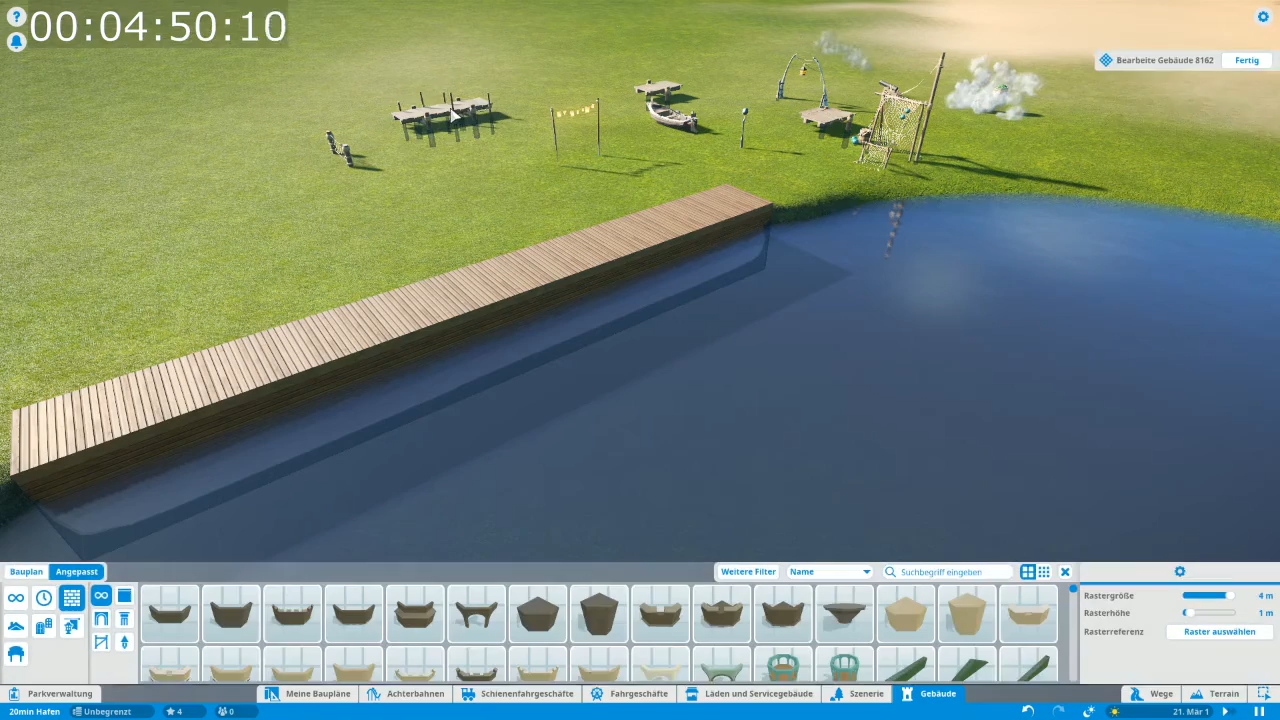 00:04:50:10
Bearbeite Gebäude 8162
Fertig
Bauplan
Angepasst
Weitere Filter
Name
Suchbegriff eingeben
Rastergröße
4 m
Rasterhöhe
1 m
Rasterreferenz
Raster auswählen
Parkverwaltung
Meine Baupläne
Achterbahnen
Schienenfahrgeschäfte
Fahrgeschäfte
Läden und Servicegebäude
Szenerie
Gebäude
Wege
Terrain
20min Hafen
Unbegrenzt
4
0
21. Mär 1